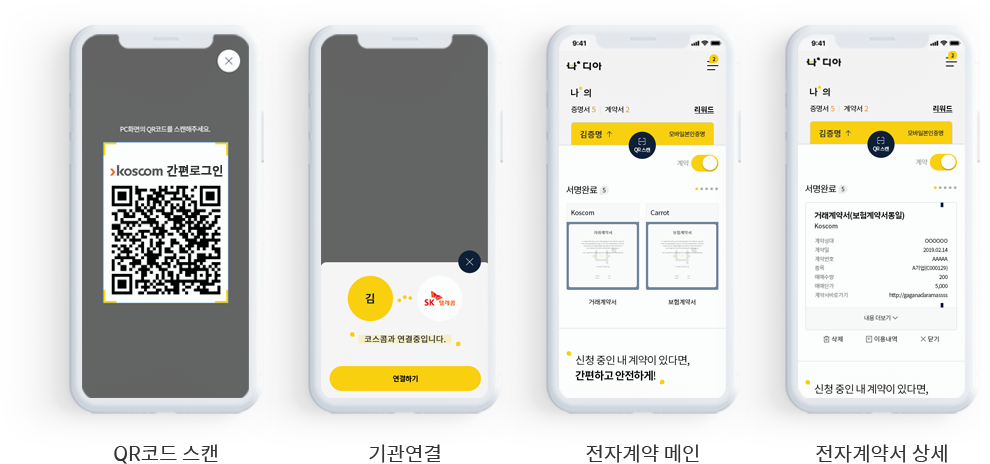 PC화면의 QR코드를 스캔해주세요.
koscom 간편로그인
QR코드 스캔
김
SK 텔레콤
코스콤과 연결중입니다.
연결하기
기관연결
9:41
나의 디아
2
나의
증명서 5 계약서 2
리워드
김증명 ↑
모바일본인증명
QR 스캔
계약
서명완료 5
Koscom
Carrot
거래계약서
보험계약서
거래계약서
보험계약서
신청 중인 내 계약이 있다면,
간편하고 안전하게!
전자계약 메인
9:41
나의 디아
2
나의
증명서 5 계약서 2
리워드
김증명 ↑
모바일본인증명
QR 스캔
계약
서명완료 5
거래계약서(보험계약서동일)
Koscom
계약상대 OOOOOO
계약일 2019.02.14
계약번호 AAAAA
종목 A기업(C000129)
매매수량 200
매매단가 5,000
계약서바로가기 http://gaganadaramassss
내용 더보기
삭제
이용내역
닫기
신청 중인 내 계약이 있다면,
전자계약서 상세